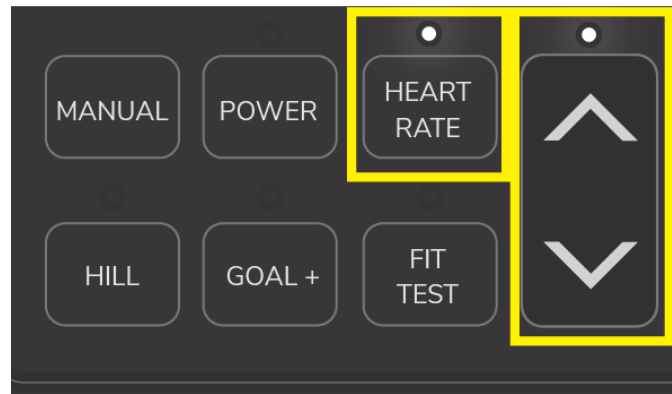 MANUAL
POWER
HEART
RATE
HILL
GOAL +
FIT
TEST